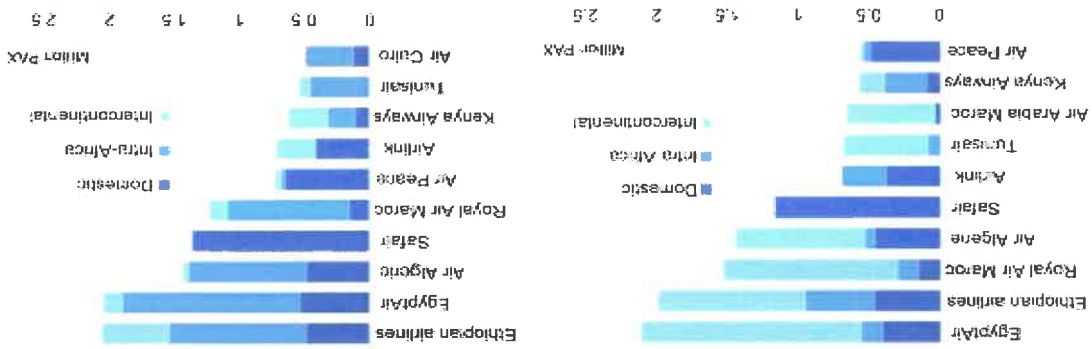 EgyptAir
Ethiopian airlines
Royal Air Maroc
Air Algerie
Safair
Airlink
Tunisair
Air Arabia Maroc
Kenya Airways
Air Peace
Domestic
Intra Africa
Intercontinental
Million PAX
0 0.5 1 1.5 2 2.5
Ethiopian airlines
EgyptAir
Air Algerie
Safair
Royal Air Maroc
Air Peace
Airlink
Kenya Airways
Tunisair
Air Cairo
Domestic
Intra-Africa
Intercontinental
Million PAX
0 0.5 1 1.5 2 2.5